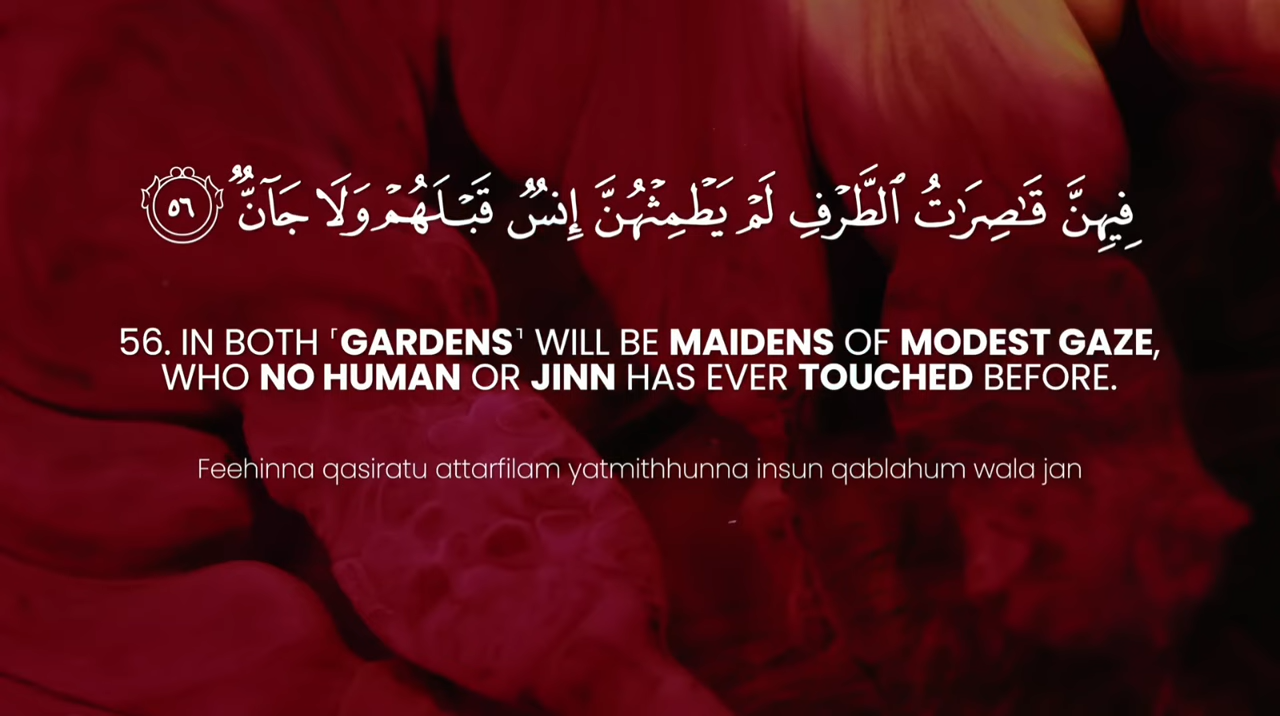 فِيهِنَّ قَٰصِرَٰتُ ٱلطَّرْفِ لَمْ يَطْمِثْهُنَّ إِنسٌ قَبْلَهُمْ وَلَا جَآنٌّ ٥٦
56. IN BOTH ˹GARDENS˺ WILL BE MAIDENS OF MODEST GAZE,
WHO NO HUMAN OR JINN HAS EVER TOUCHED BEFORE.
Feehinna qasiratu attarfilam yatmithhunna insun qablahum wala jan